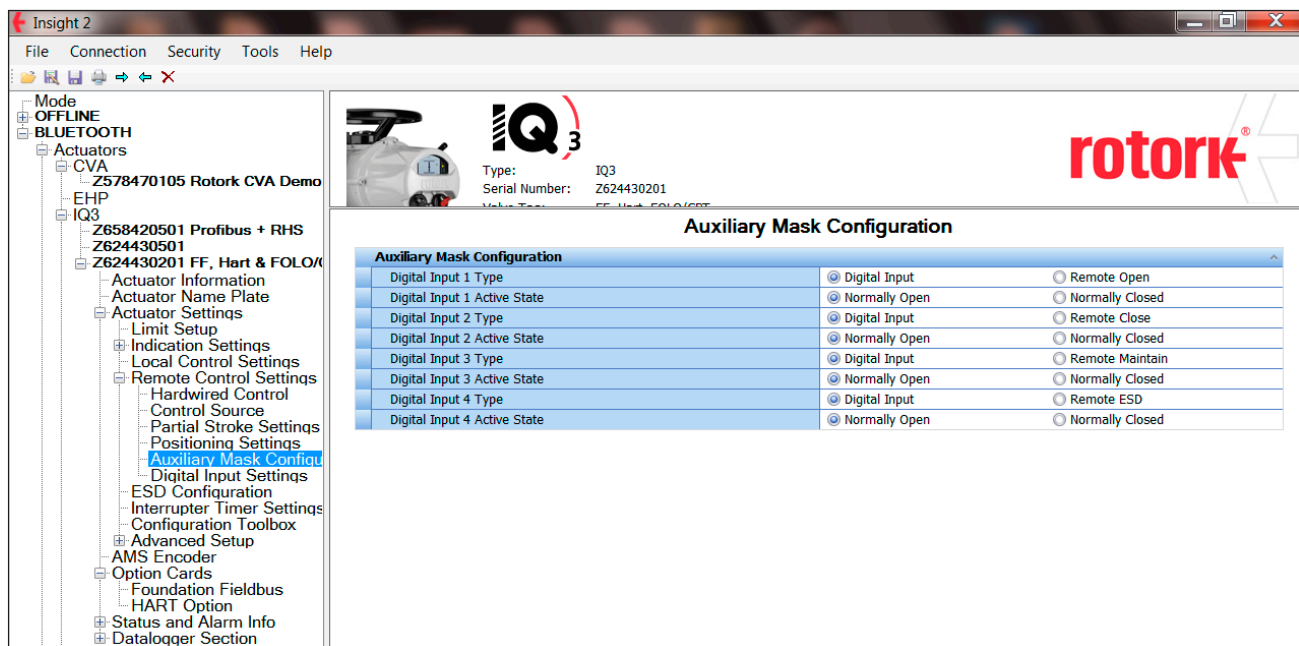 Insight 2
File Connection Security Tools Help
Mode
OFFLINE
BLUETOOTH
Actuators
CVA
Z578470105 Rotork CVA Demo
EHP
IQ3
Z658420501 Profibus + RHS
Z624430501
Z624430201 FF, Hart & FOLO/
Actuator Information
Actuator Name Plate
Actuator Settings
Limit Setup
Indication Settings
Local Control Settings
Remote Control Settings
Hardwired Control
Control Source
Partial Stroke Settings
Positioning Settings
Auxiliary Mask Configu
Digital Input Settings
ESD Configuration
Interrupter Timer Settings
Configuration Toolbox
Advanced Setup
AMS Encoder
Option Cards
Foundation Fieldbus
HART Option
Status and Alarm Info
Datalogger Section
IQ3
Type: IQ3
Serial Number: Z624430201
rotork®
Auxiliary Mask Configuration
Auxiliary Mask Configuration
Digital Input 1 Type Digital Input Remote Open
Digital Input 1 Active State Normally Open Normally Closed
Digital Input 2 Type Digital Input Remote Close
Digital Input 2 Active State Normally Open Normally Closed
Digital Input 3 Type Digital Input Remote Maintain
Digital Input 3 Active State Normally Open Normally Closed
Digital Input 4 Type Digital Input Remote ESD
Digital Input 4 Active State Normally Open Normally Closed